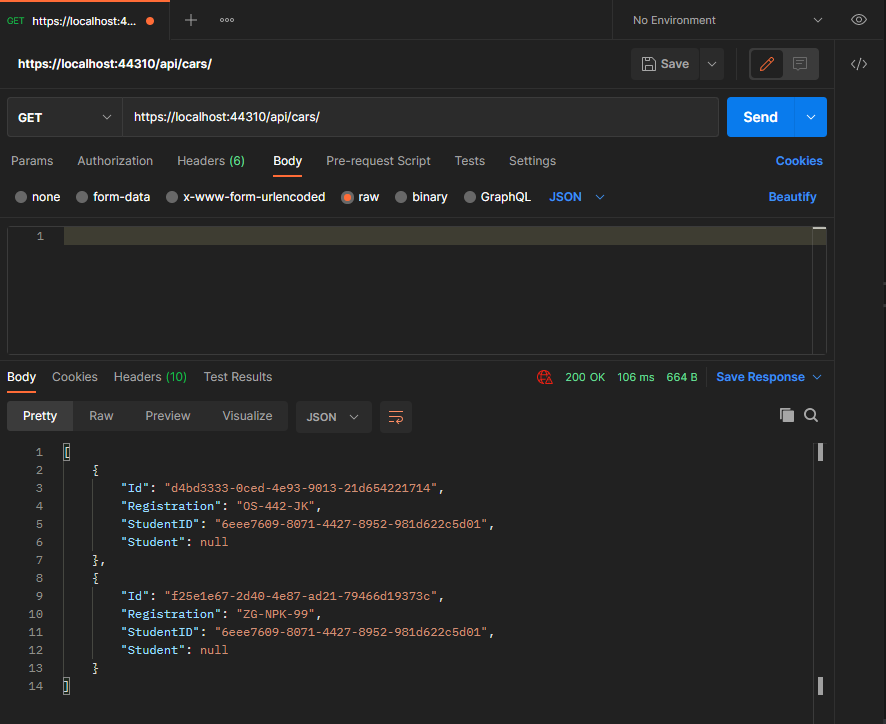 GET https://localhost:4... No Environment
https://localhost:44310/api/cars/ Save
GET https://localhost:44310/api/cars/ Send
Params Authorization Headers (6) Body Pre-request Script Tests Settings Cookies
none form-data x-www-form-urlencoded raw binary GraphQL JSON Beautify
1
Body Cookies Headers (10) Test Results 200 OK 106 ms 664 B Save Response
Pretty Raw Preview Visualize JSON
1 [
2 {
3 "Id": "d4bd3333-0ced-4e93-9013-21d654221714",
4 "Registration": "OS-442-JK",
5 "StudentID": "6eee7609-8071-4427-8952-981d622c5d01",
6 "Student": null
7 },
8 {
9 "Id": "f25e1e67-2d40-4e87-ad21-79466d19373c",
10 "Registration": "ZG-NPK-99",
11 "StudentID": "6eee7609-8071-4427-8952-981d622c5d01",
12 "Student": null
13 }
14 ]